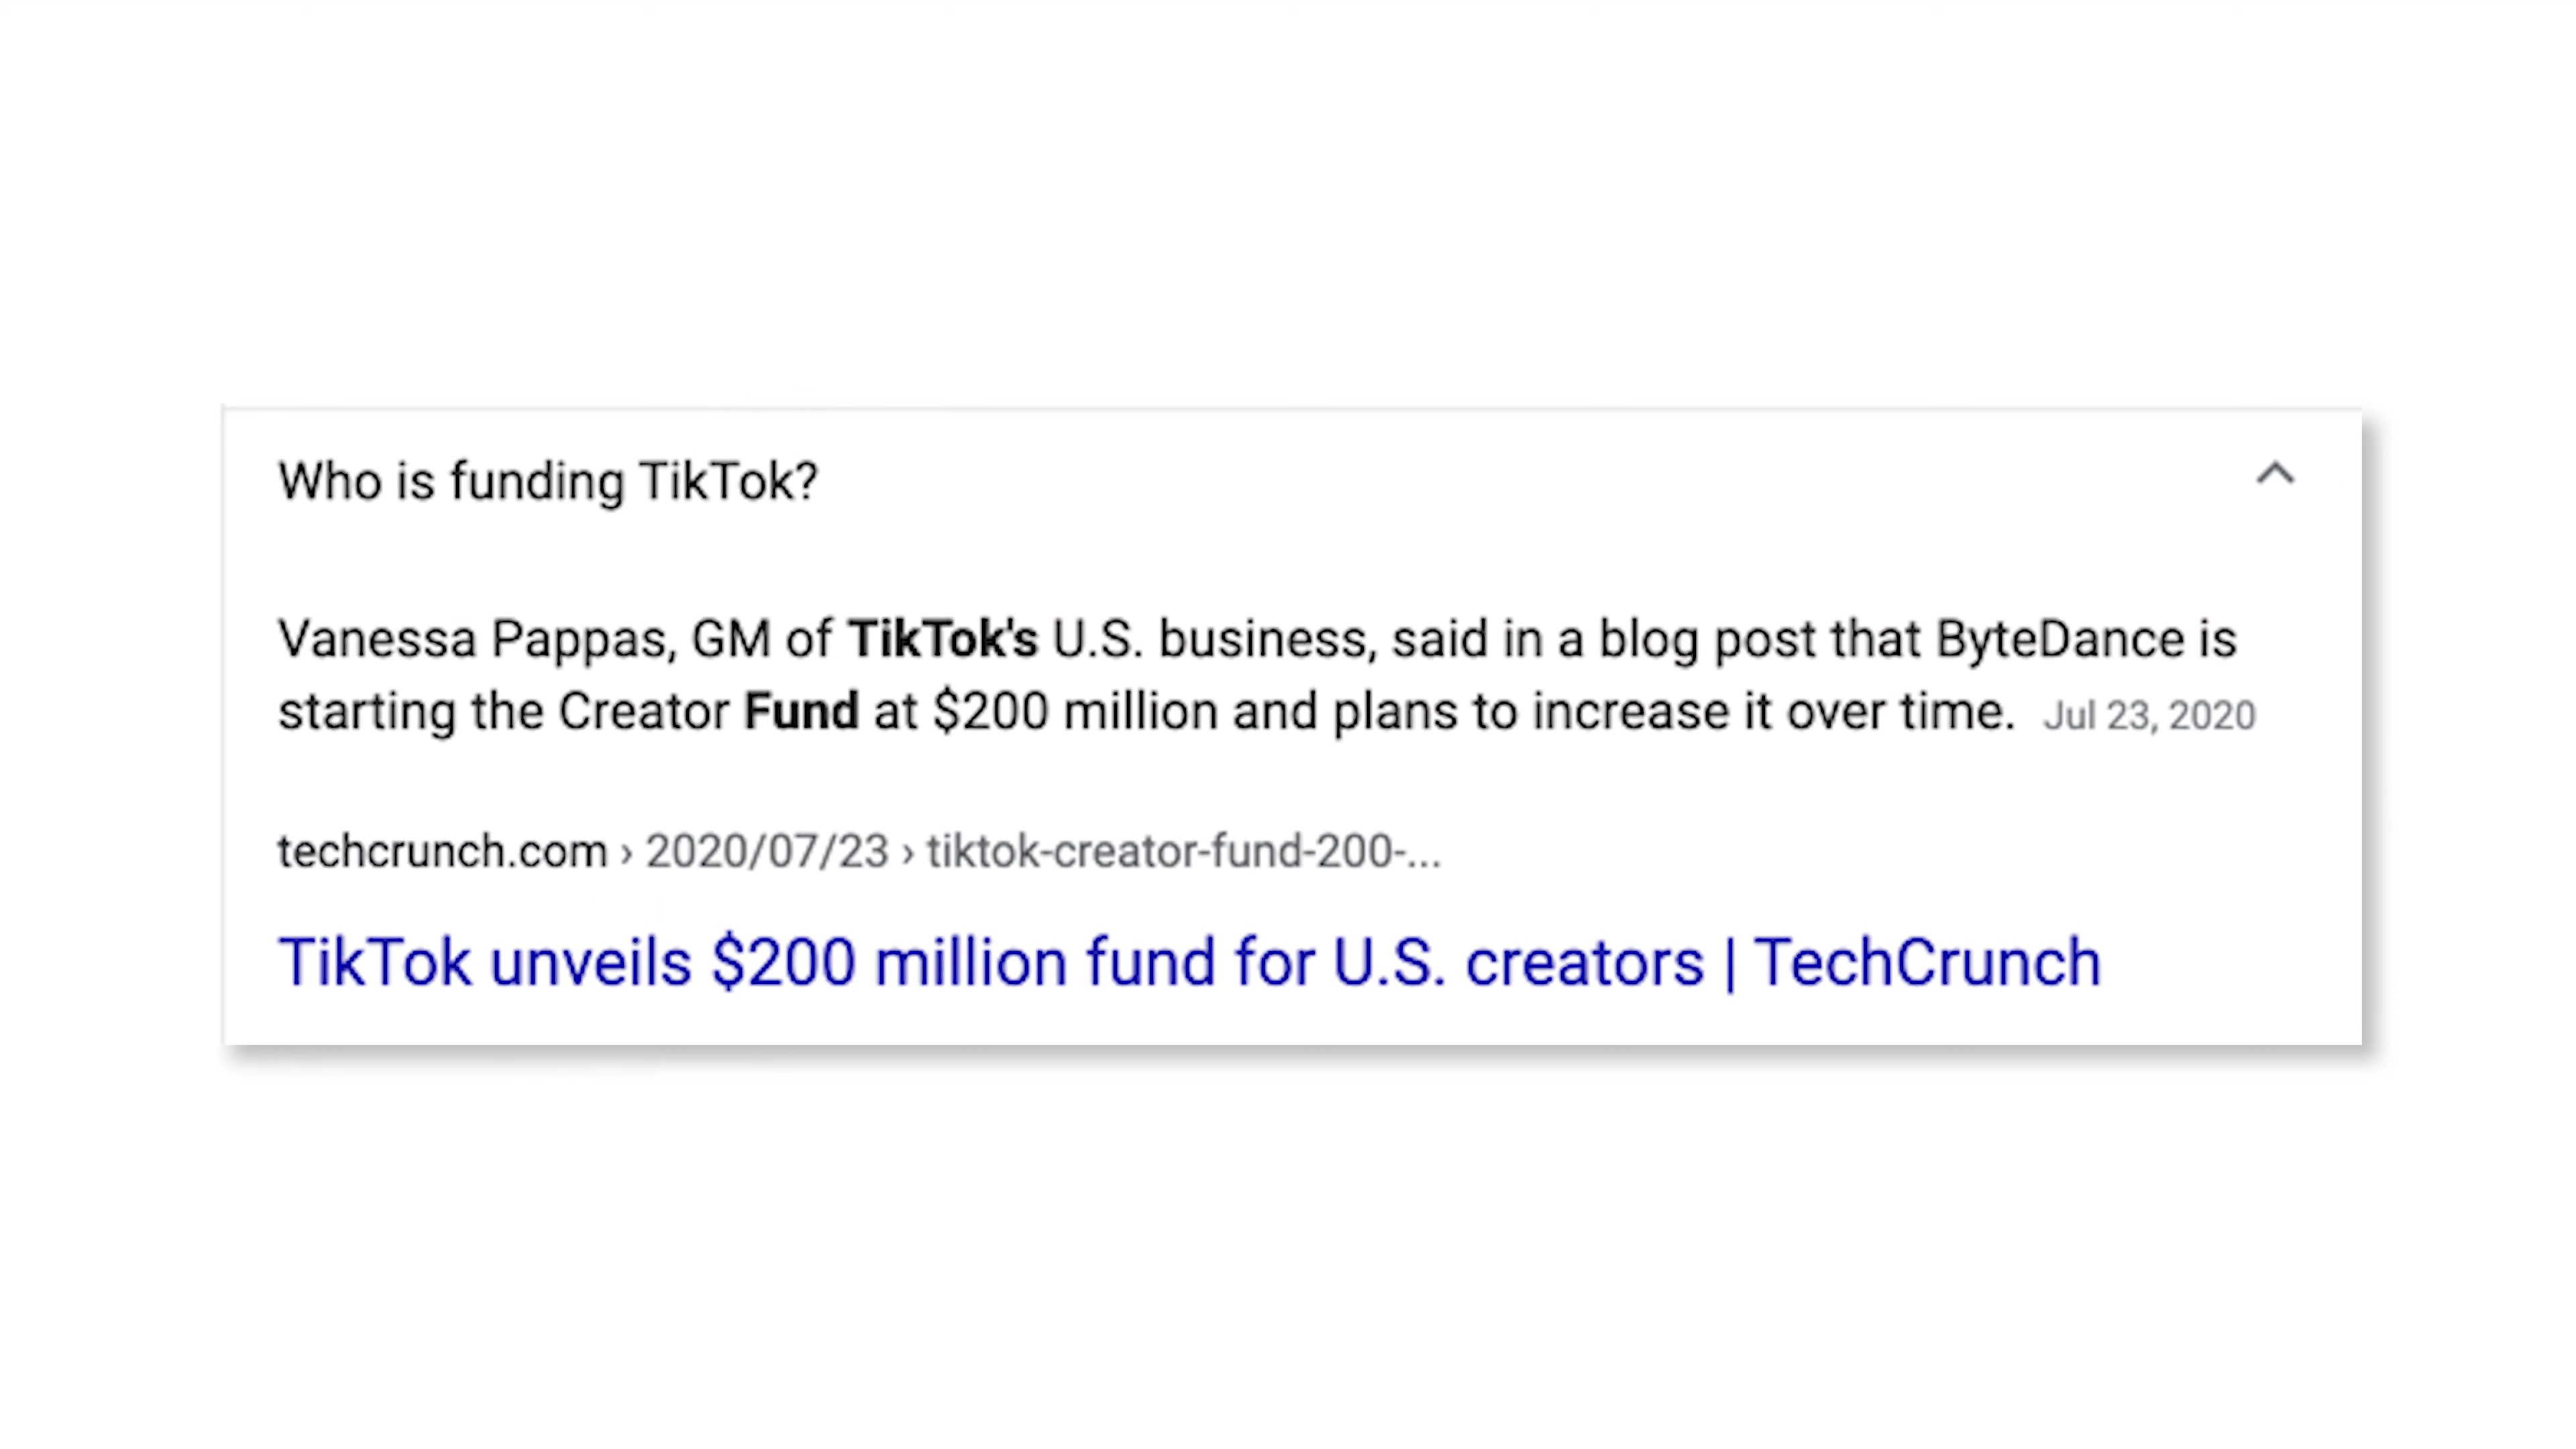 Who is funding TikTok?
Vanessa Pappas, GM of TikTok's U.S. business, said in a blog post that ByteDance is
starting the Creator Fund at $200 million and plans to increase it over time. Jul 23, 2020
techcrunch.com › 2020/07/23 › tiktok-creator-fund-200-...
TikTok unveils $200 million fund for U.S. creators | TechCrunch